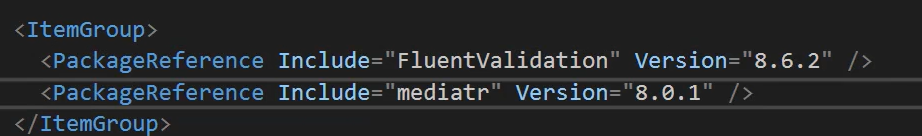 <ItemGroup>
<PackageReference Include="FluentValidation" Version="8.6.2" />
<PackageReference Include="mediatr" Version="8.0.1" />
</ItemGroup>